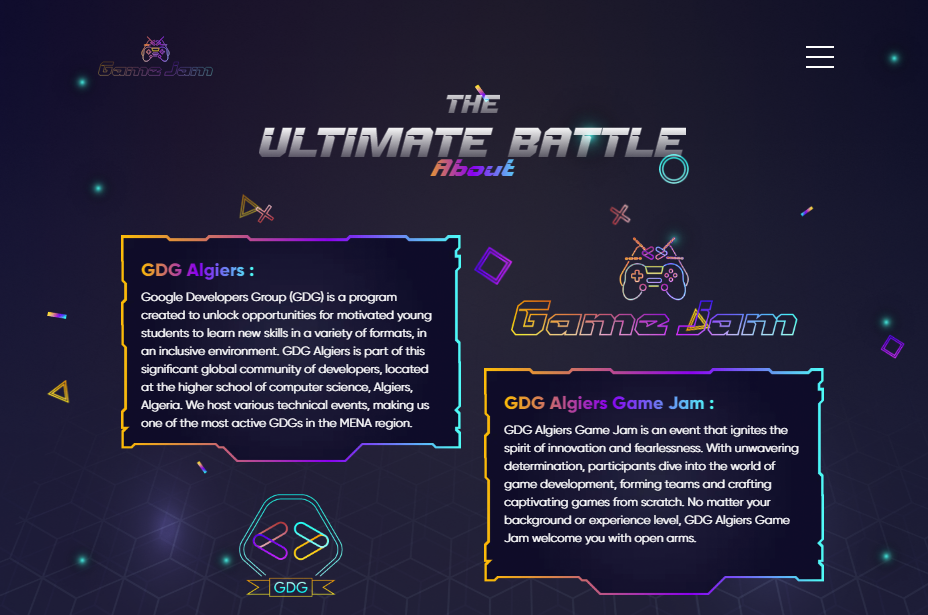 Game Jam
THE
ULTIMATE BATTLE
About
GDG Algiers :
Google Developers Group (GDG) is a program
created to unlock opportunities for motivated young
students to learn new skills in a variety of formats, in
an inclusive environment. GDG Algiers is part of this
significant global community of developers, located
at the higher school of computer science, Algiers,
Algeria. We host various technical events, making us
one of the most active GDGs in the MENA region.
GDG
Game Jam
GDG Algiers Game Jam :
GDG Algiers Game Jam is an event that ignites the
spirit of innovation and fearlessness. With unwavering
determination, participants dive into the world of
game development, forming teams and crafting
captivating games from scratch. No matter your
background or experience level, GDG Algiers Game
Jam welcome you with open arms.